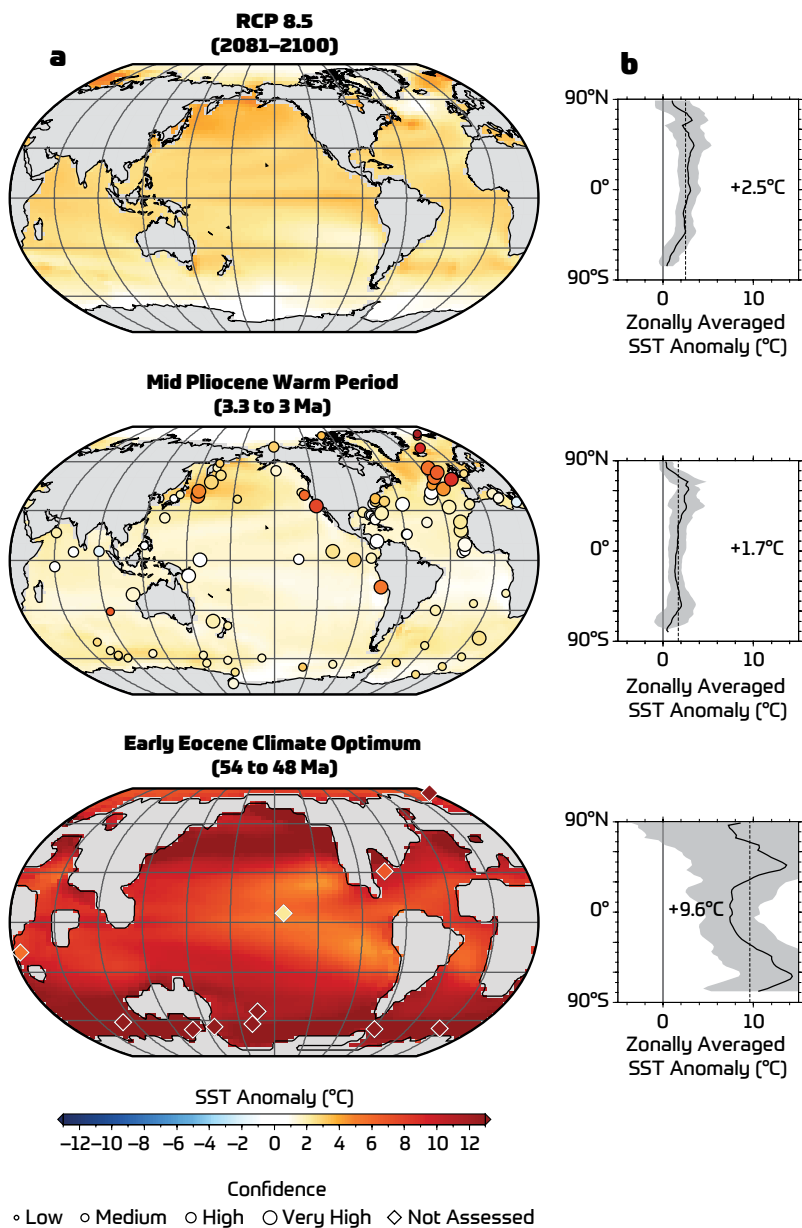 RCP 8.5
(2081–2100)
a
b
90°N
0°
90°S
+2.5°C
0 10
Zonally Averaged
SST Anomaly (°C)
Mid Pliocene Warm Period
(3.3 to 3 Ma)
90°N
0°
90°S
+1.7°C
0 10
Zonally Averaged
SST Anomaly (°C)
Early Eocene Climate Optimum
(54 to 48 Ma)
90°N
0°
90°S
+9.6°C
0 10
Zonally Averaged
SST Anomaly (°C)
SST Anomaly (°C)
−12−10 −8 −6 −4 −2 0 2 4 6 8 10 12
Confidence
Low Medium High Very High Not Assessed